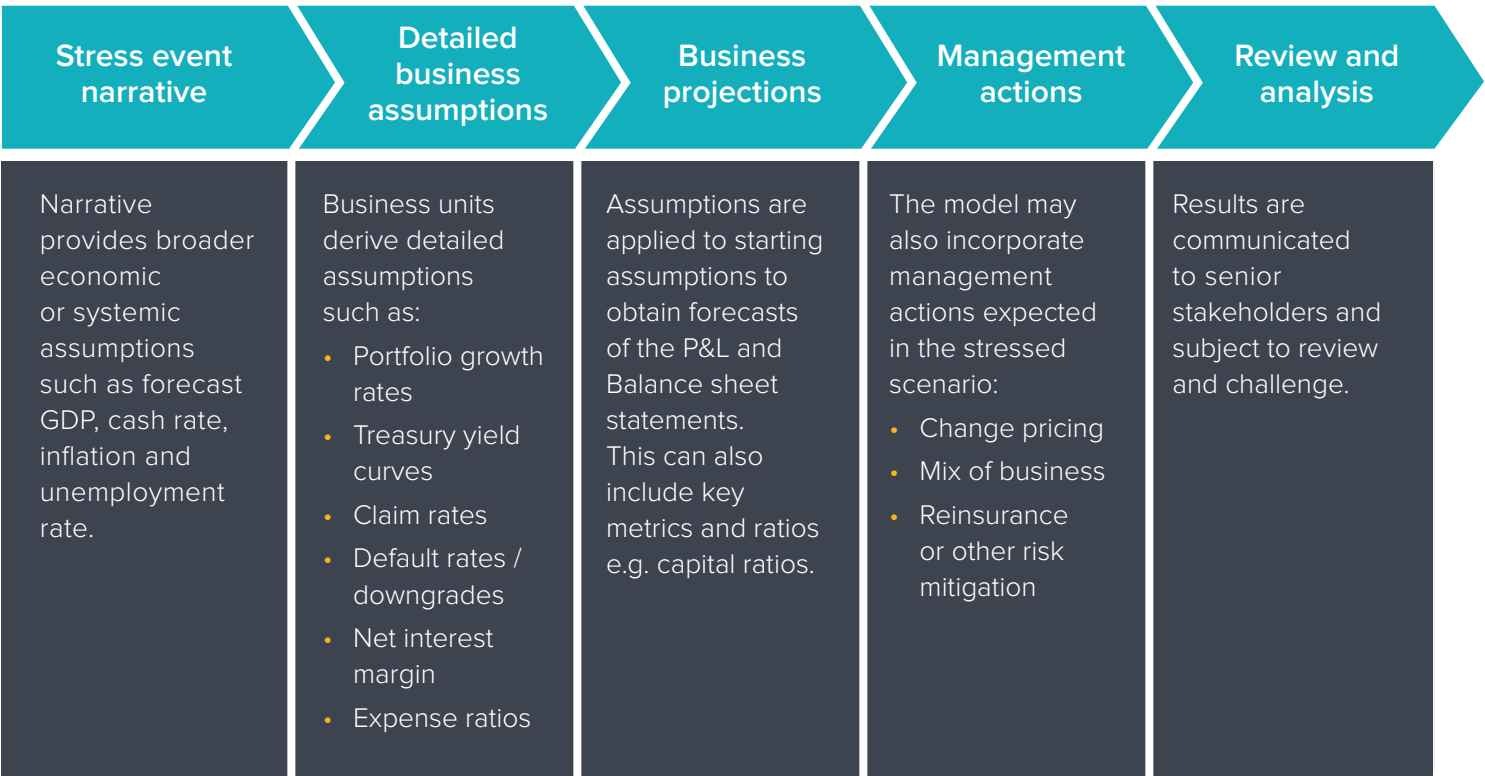 Stress event
narrative
Detailed
business
assumptions
Business
projections
Management
actions
Review and
analysis
Narrative
provides broader
economic
or systemic
assumptions
such as forecast
GDP, cash rate,
inflation and
unemployment
rate.
Business units
derive detailed
assumptions
such as:
• Portfolio growth
rates
• Treasury yield
curves
• Claim rates
• Default rates /
downgrades
• Net interest
margin
• Expense ratios
Assumptions are
applied to starting
assumptions to
obtain forecasts
of the P&L and
Balance sheet
statements.
This can also
include key
metrics and ratios
e.g. capital ratios.
The model may
also incorporate
management
actions expected
in the stressed
scenario:
• Change pricing
• Mix of business
• Reinsurance
or other risk
mitigation
Results are
communicated
to senior
stakeholders and
subject to review
and challenge.